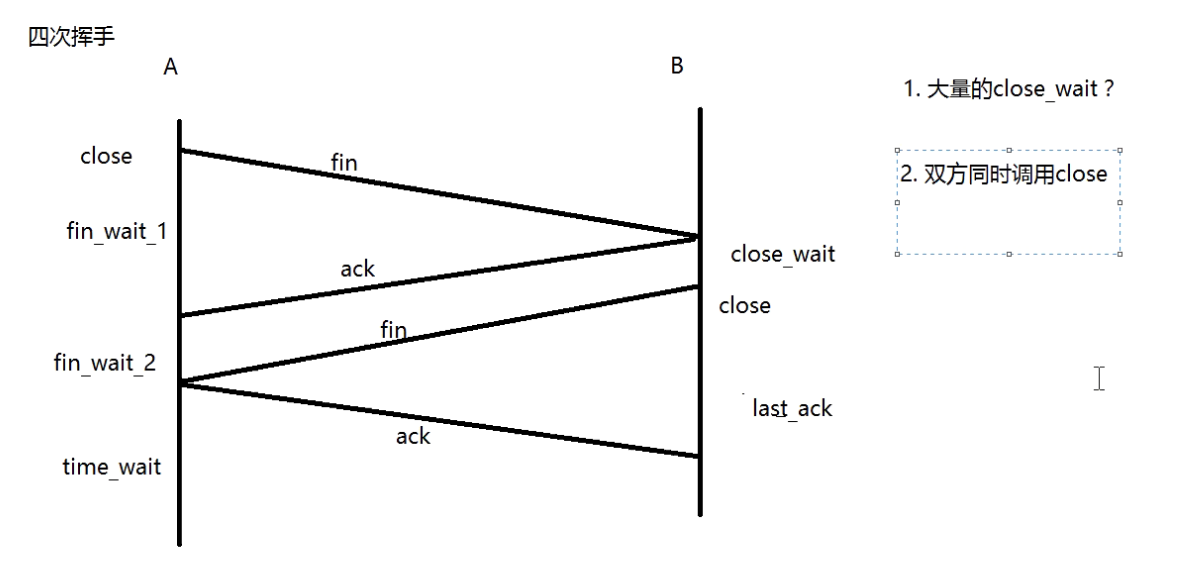 四次挥手
A
B
1. 大量的close_wait？
close
fin
2. 双方同时调用close
fin_wait_1
close_wait
ack
close
fin
fin_wait_2
last_ack
ack
time_wait